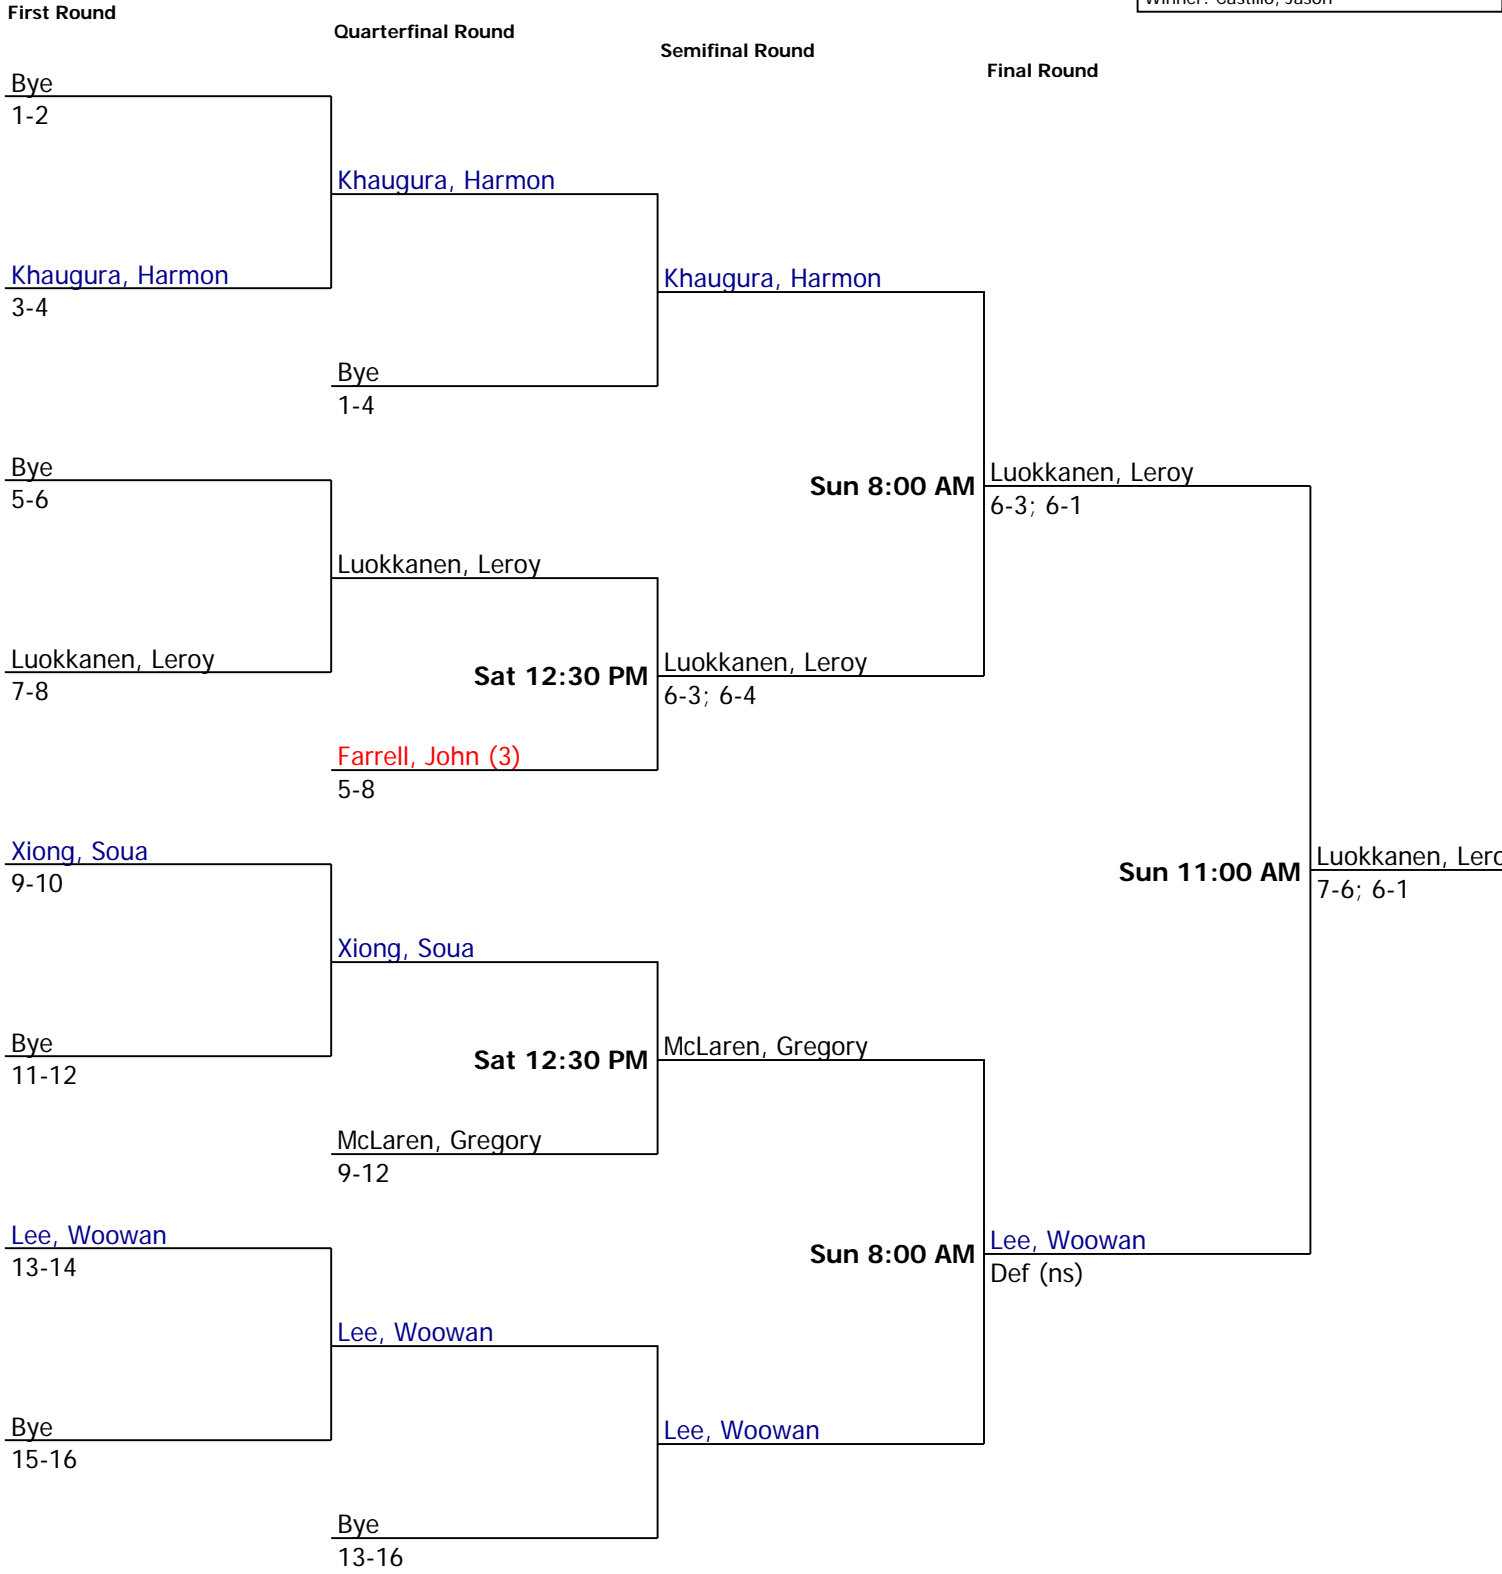 Winner: Castillo, Jason
First Round
Quarterfinal Round
Semifinal Round
Final Round
Bye
1-2
Khaugura, Harmon
Khaugura, Harmon
3-4
Khaugura, Harmon
Bye
1-4
Bye
5-6
Sun 8:00 AM
Luokkanen, Leroy
6-3; 6-1
Luokkanen, Leroy
Luokkanen, Leroy
7-8
Sat 12:30 PM
Luokkanen, Leroy
6-3; 6-4
Farrell, John (3)
5-8
Xiong, Soua
9-10
Sun 11:00 AM
Luokkanen, Lero
7-6; 6-1
Xiong, Soua
Bye
11-12
Sat 12:30 PM
McLaren, Gregory
McLaren, Gregory
9-12
Lee, Woowan
13-14
Sun 8:00 AM
Lee, Woowan
Def (ns)
Lee, Woowan
Bye
15-16
Lee, Woowan
Bye
13-16